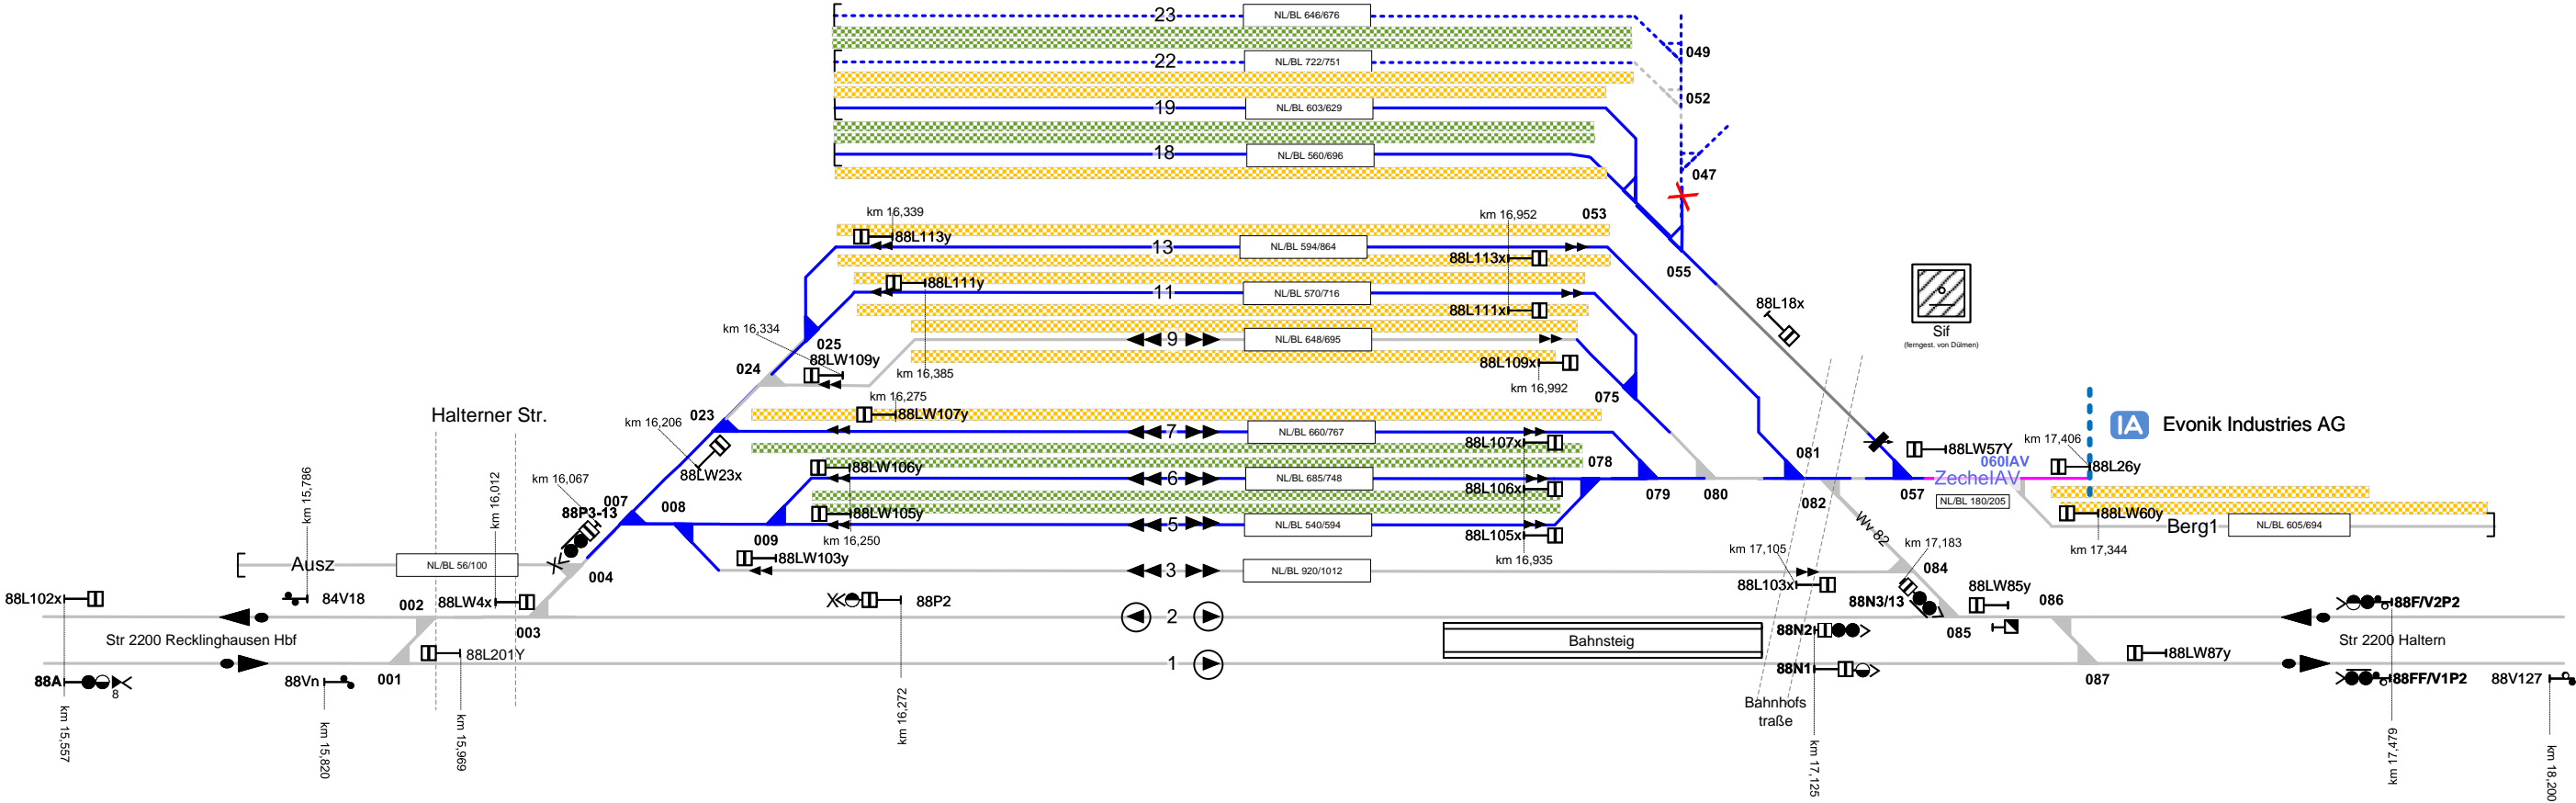 23 NL/BL 646/676
049
22 NL/BL 722/751
052
19 NL/BL 603/629
18 NL/BL 560/696
047
km 16,339
km 16,952
053
88L113y
13 NL/BL 594/864
88L113x
055
88L111y
11 NL/BL 570/716
88L111x
88L18x
Sif
(ferngest. von Dülmen)
km 16,334
025
88LW109y
9 NL/BL 648/695
024
km 16,385
88L109x
km 16,992
km 16,275
075
023
88LW107y
Halterner Str.
km 16,206
7 NL/BL 660/767
88L107x
IA Evonik Industries AG
km 17,406
88LW57Y
081
078
060IAV
88L26y
88LW23x
88LW106y
6 NL/BL 685/748
88L106x
ZecheIAV
NL/BL 180/205
079
080
082
057
km 15,786
km 16,012
km 16,067
007
88P3-13
008
88LW105y
5 NL/BL 540/594
88L105x
88LW60y
Berg1 NL/BL 605/694
Wv 82
009
km 16,250
km 16,935
km 17,344
88LW103y
km 17,105
km 17,183
Ausz NL/BL 56/100
004
3 NL/BL 920/1012
88L103x
084
88LW85y
88L102x
84V18
002
88LW4x
88P2
88N3/13
086
88F/V2P2
2
003
Str 2200 Recklinghausen Hbf
88N2
085
Bahnsteig
Str 2200 Haltern
88L201Y
88LW87y
1
88A
8
88Vn
001
88N1
087
88FF/V1P2
88V127
Bahnhofs
traße
km 15,557
km 15,820
km 15,969
km 16,272
km 17,125
km 17,479
km 18,200